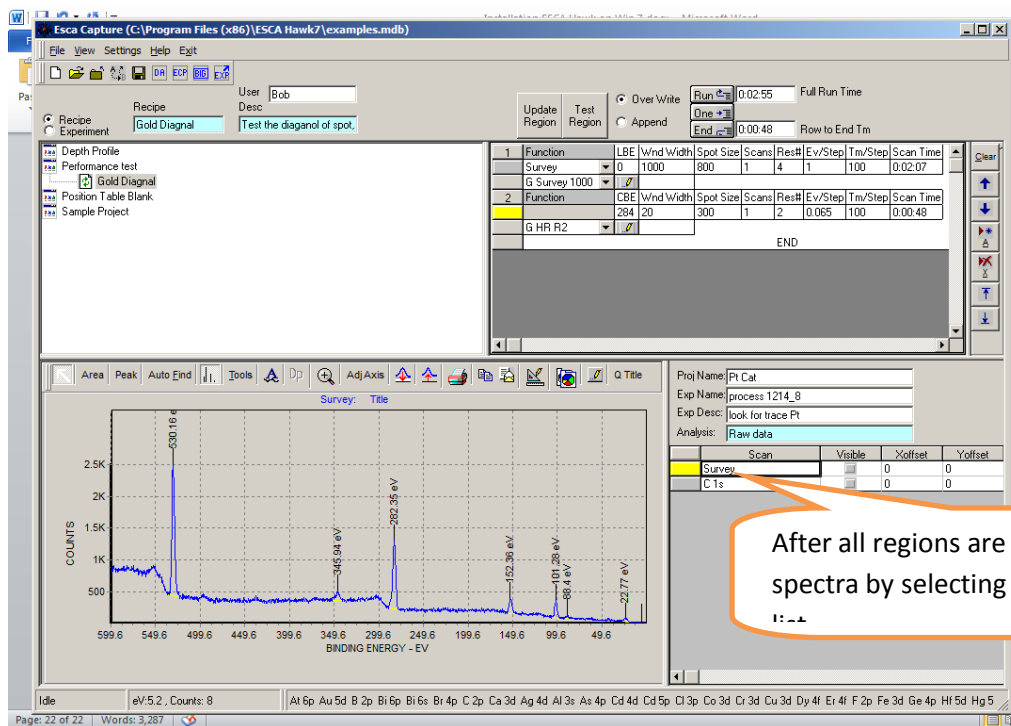 Esca Capture (C:\Program Files (x86)\ESCA Hawk7\examples.mdb)
File View Settings Help Exit
DA ECP BIG EXP
User Bob
Recipe Desc
Recipe
Experiment
Gold Diagnal Test the diaganol of spot,
Update Region
Test Region
Over Write
Append
Run 0:02:55 Full Run Time
One
End 0:00:48 Row to End Tm
Depth Profile
Performance test
Gold Diagnal
Position Table Blank
Sample Project
1 Function LBE Wnd Width Spot Size Scans Res# Ev/Step Tm/Step Scan Time
Survey 0 1000 800 1 4 1 100 0:02:07
G Survey 1000
2 Function CBE Wnd Width Spot Size Scans Res# Ev/Step Tm/Step Scan Time
284 20 300 1 2 0.065 100 0:00:48
G HR R2
END
Clear
A
X
Area Peak Auto Find Tools A Dp Adj Axis Q Title
Survey: Title
2.5K
2K
1.5K
1K
500
COUNTS
530.16 e
345.94 eV
282.35 eV
152.36 eV
101.28 eV
88.4 eV
22.77 eV
599.6 549.6 499.6 449.6 399.6 349.6 299.6 249.6 199.6 149.6 99.6 49.6
BINDING ENERGY - EV
Proj Name: Pt Cat
Exp Name: process 1214_8
Exp Desc: look for trace Pt
Analysis: Raw data
Scan Visible Xoffset Yoffset
Survey 0 0
C 1s 0 0
After all regions are
spectra by selecting
Idle eV:5.2 , Counts: 8 At 6p Au 5d B 2p Bi 6p Bi 6s Br 4p C 2p Ca 3d Ag 4d Al 3s As 4p Cd 4d Cd 5p Cl 3p Co 3d Cr 3d Cu 3d Dy 4f Er 4f F 2p Fe 3d Ge 4p Hf 5d Hg 5
Page: 22 of 22 Words: 3,287